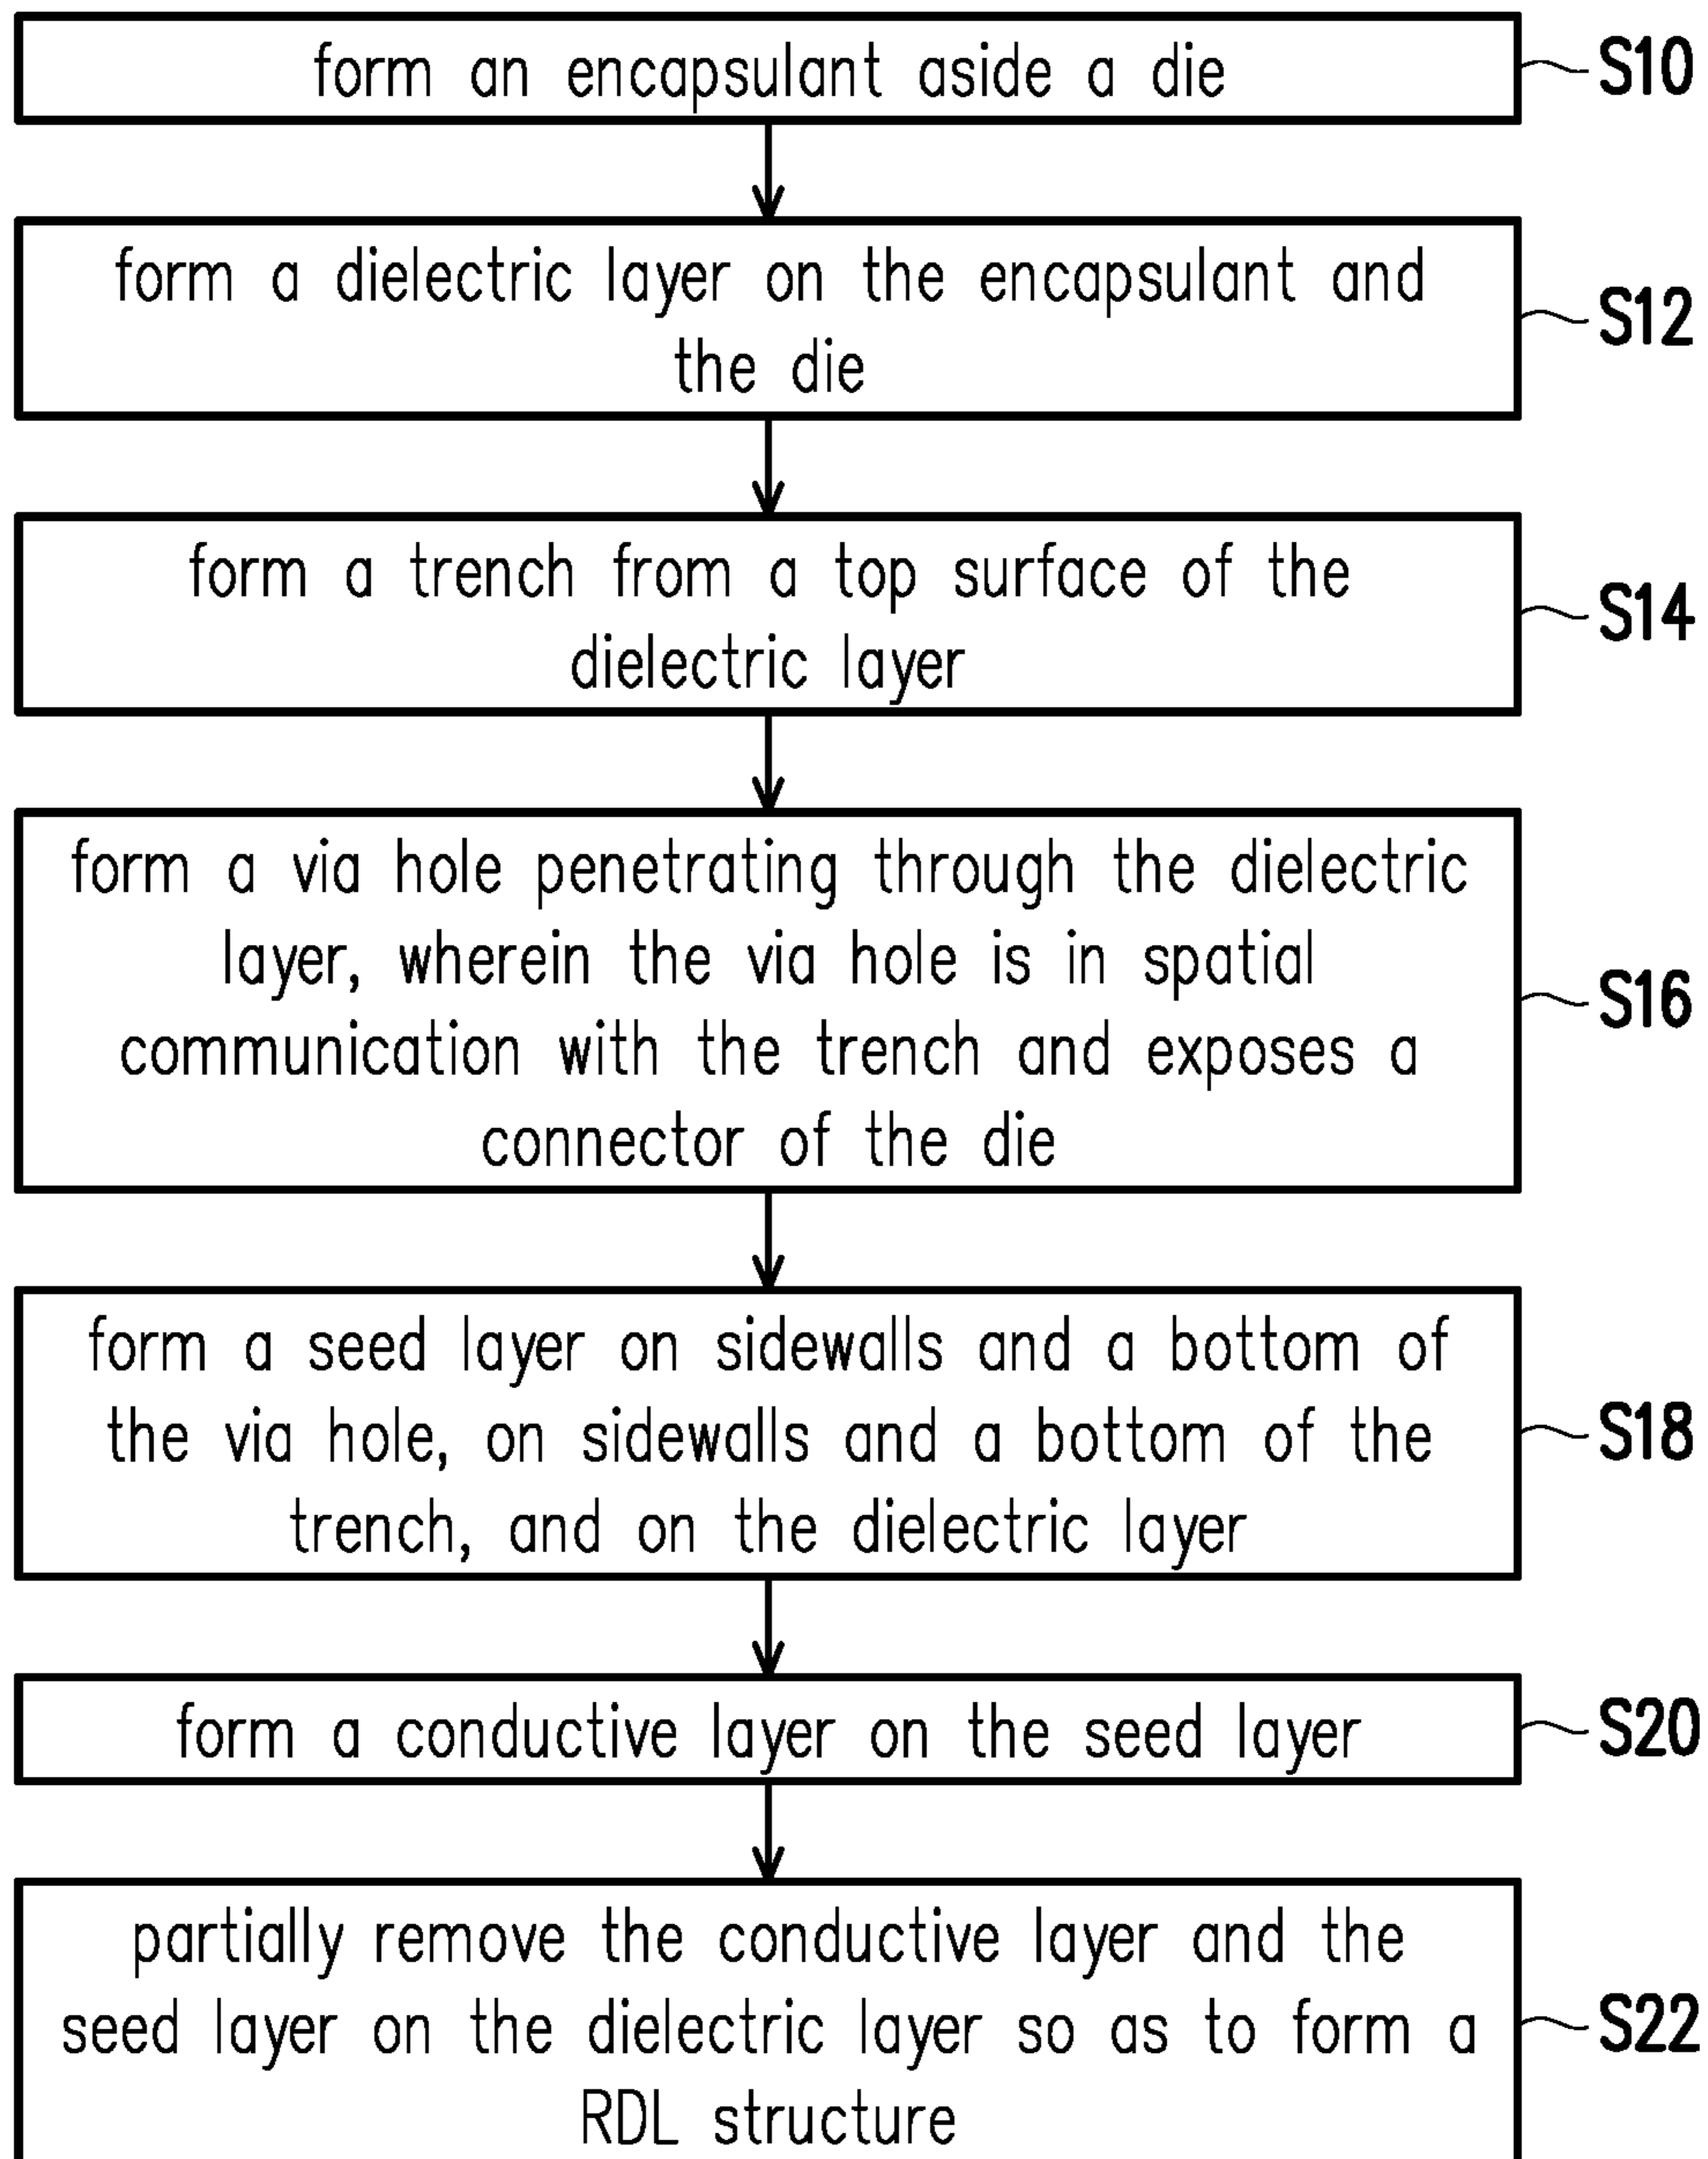 form an encapsulant aside a die
S10
form a dielectric layer on the encapsulant and
the die
S12
form a trench from a top surface of the
dielectric layer
S14
form a via hole penetrating through the dielectric
layer, wherein the via hole is in spatial
communication with the trench and exposes a
connector of the die
S16
form a seed layer on sidewalls and a bottom of
the via hole, on sidewalls and a bottom of the
trench, and on the dielectric layer
S18
form a conductive layer on the seed layer
S20
partially remove the conductive layer and the
seed layer on the dielectric layer so as to form a
RDL structure
S22